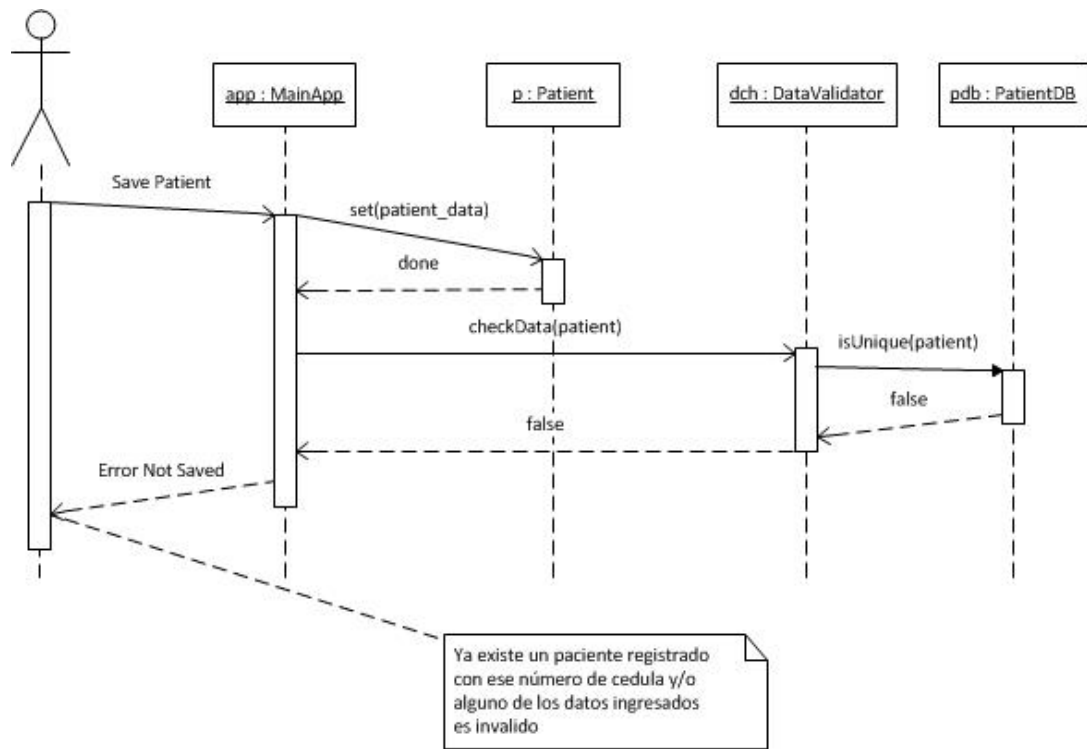 app : MainApp
p : Patient
dch : DataValidator
pdb : PatientDB
Save Patient
set(patient_data)
done
checkData(patient)
isUnique(patient)
false
false
Error Not Saved
Ya existe un paciente registrado
con ese número de cedula y/o
alguno de los datos ingresados
es invalido